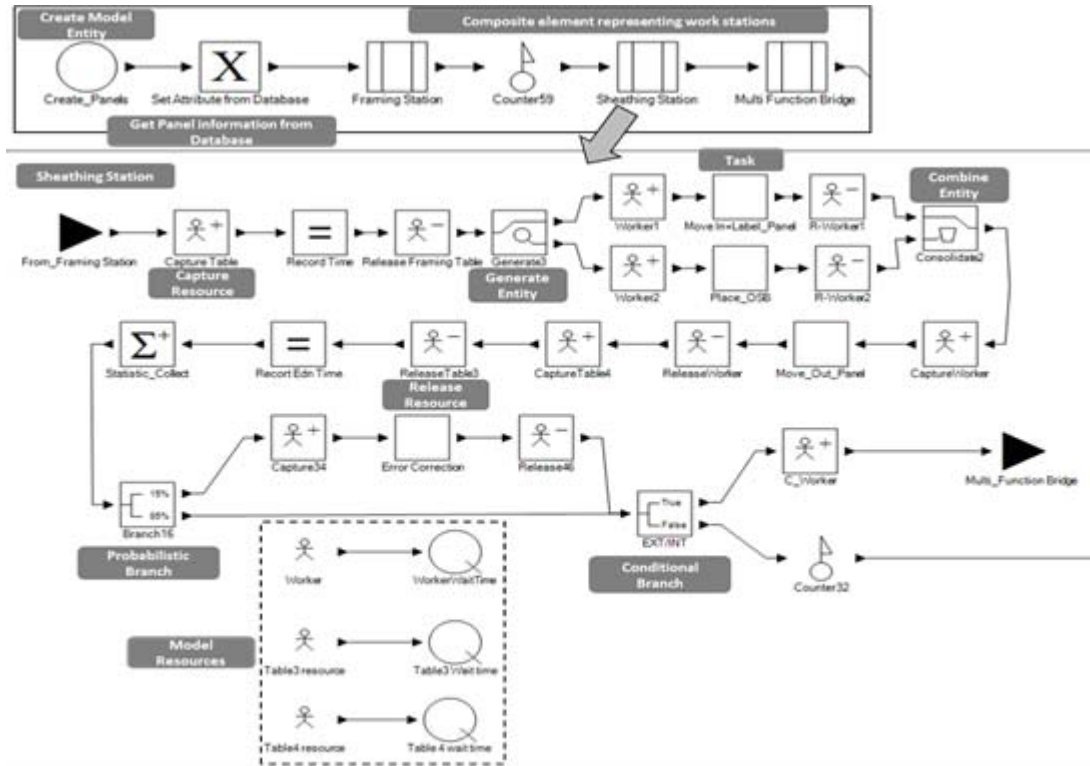 Create Model
Entity
Composite element representing work stations
X
Create_Panels
Set Attribute from Database
Framing Station
Counter59
Sheathing Station
Multi Function Bridge
Get Panel information from
Database
Sheathing Station
Task
Combine
Entity
From_Framing Station
Capture Table
Record Time
Release Framing Table
Generate3
Worker1
Move In=Label_Panel
R-Worker1
Consolidate2
Capture
Resource
Generate Entity
Worker2
Place_OSB
R-Worker2
Σ+
Statistic_Collect
Recort Edn Time
ReleaseTable3
CaptureTable4
ReleaseWorker
Move_Out_Panel
CaptureWorker
Release
Resource
Capture34
Error Correction
Release46
C_Worker
Multi_Function Bridge
15%
85%
Branch16
True
False
EXT/INT
Probabilistic
Branch
Conditional
Branch
Counter32
Worker
WorkerWaitTime
Model
Resources
Table3 resource
Table3 Wait time
Table4 resource
Table 4 wait time